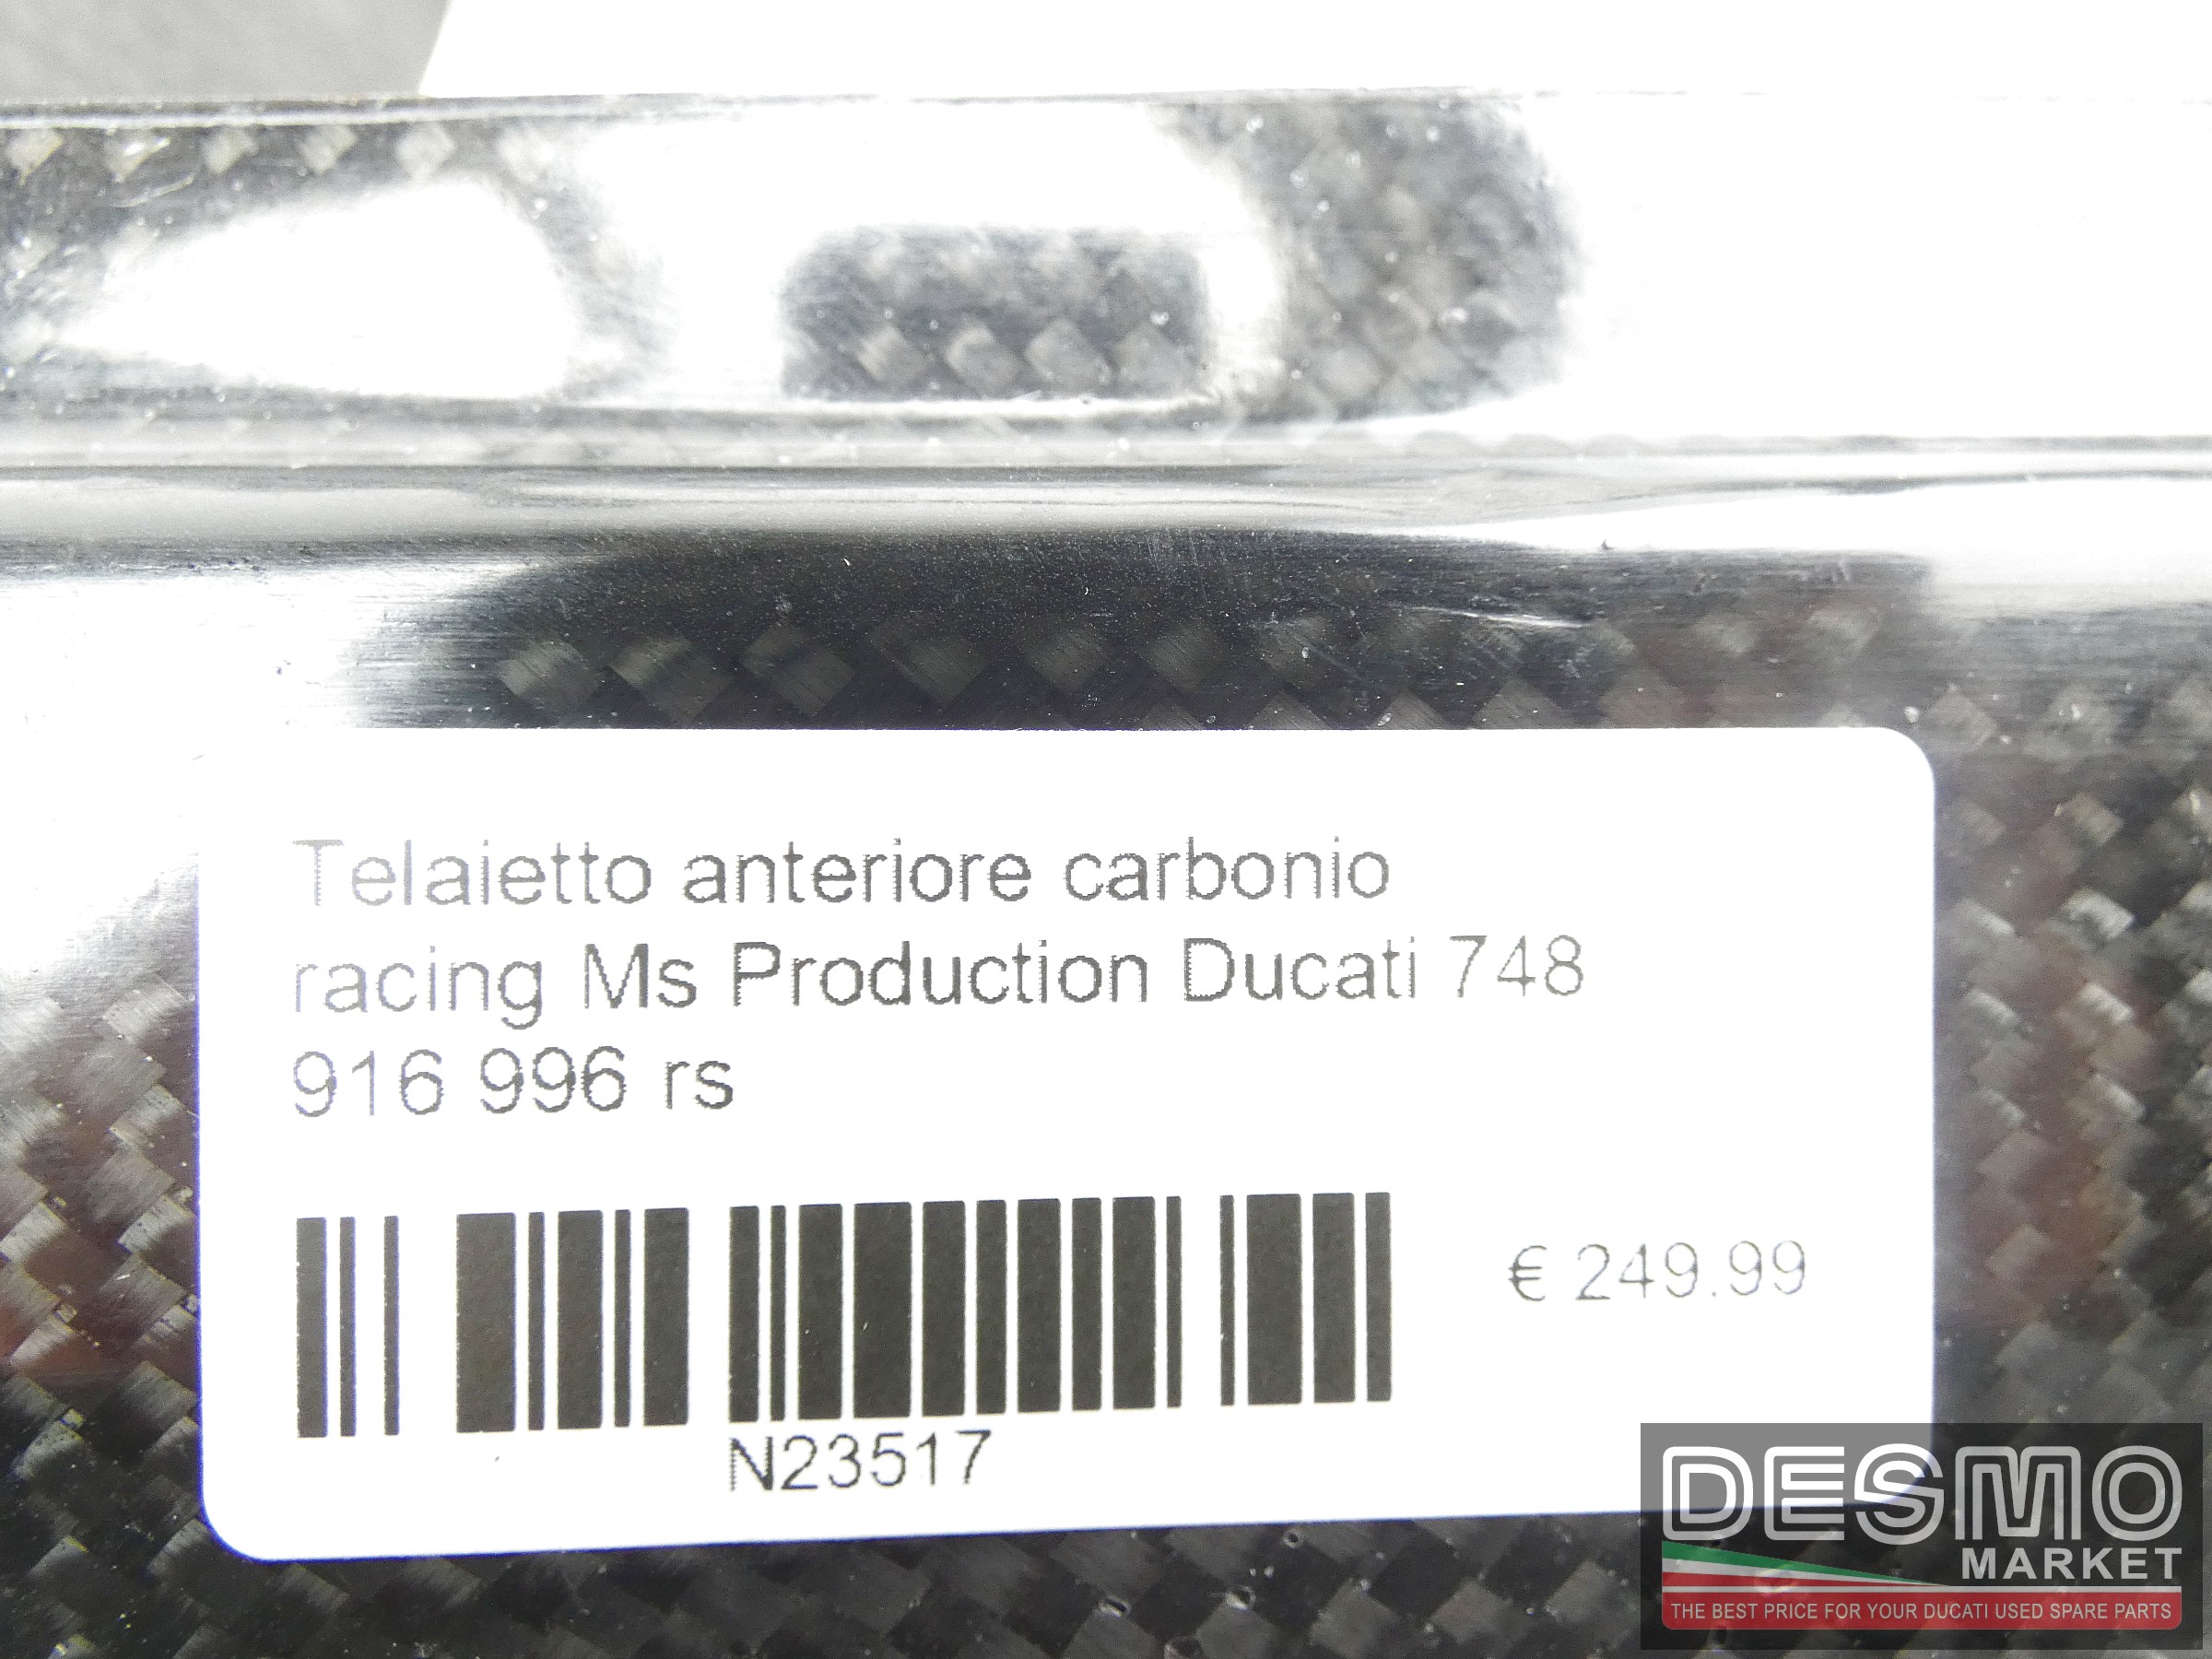 Telaietto anteriore carbonio
racing Ms Production Ducati 748
916 996 rs
€ 249.99
N23517
DESMO
MARKET
THE BEST PRICE FOR YOUR DUCATI USED SPARE PARTS